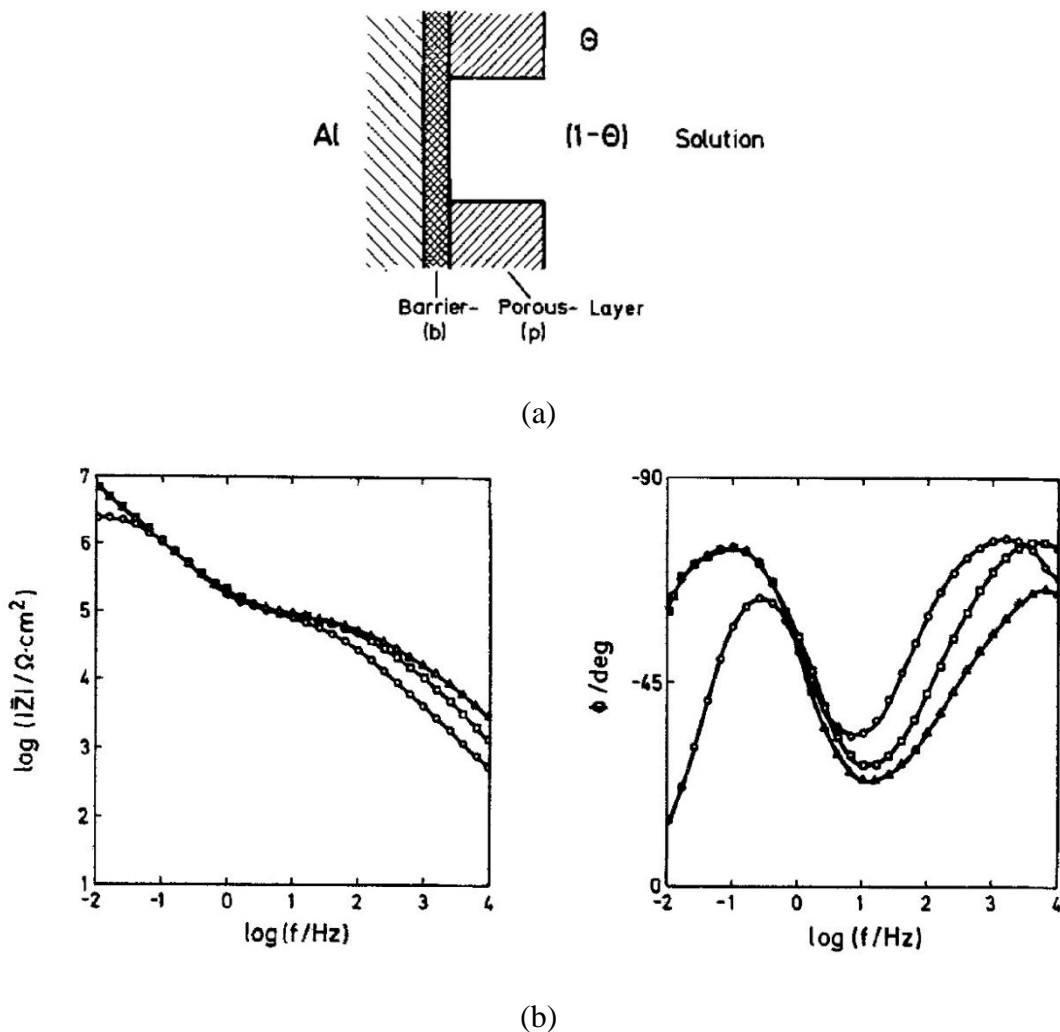 Θ
Al (1-Θ) Solution
Barrier- Porous- Layer
(b) (p)
(a)
7
6
5
4
3
2
1
log (|Z̄|/Ω·cm²)
-2 -1 0 1 2 3 4
log (f/Hz)
-90
-45
0
Φ/deg
-2 -1 0 1 2 3 4
log (f/Hz)
(b)